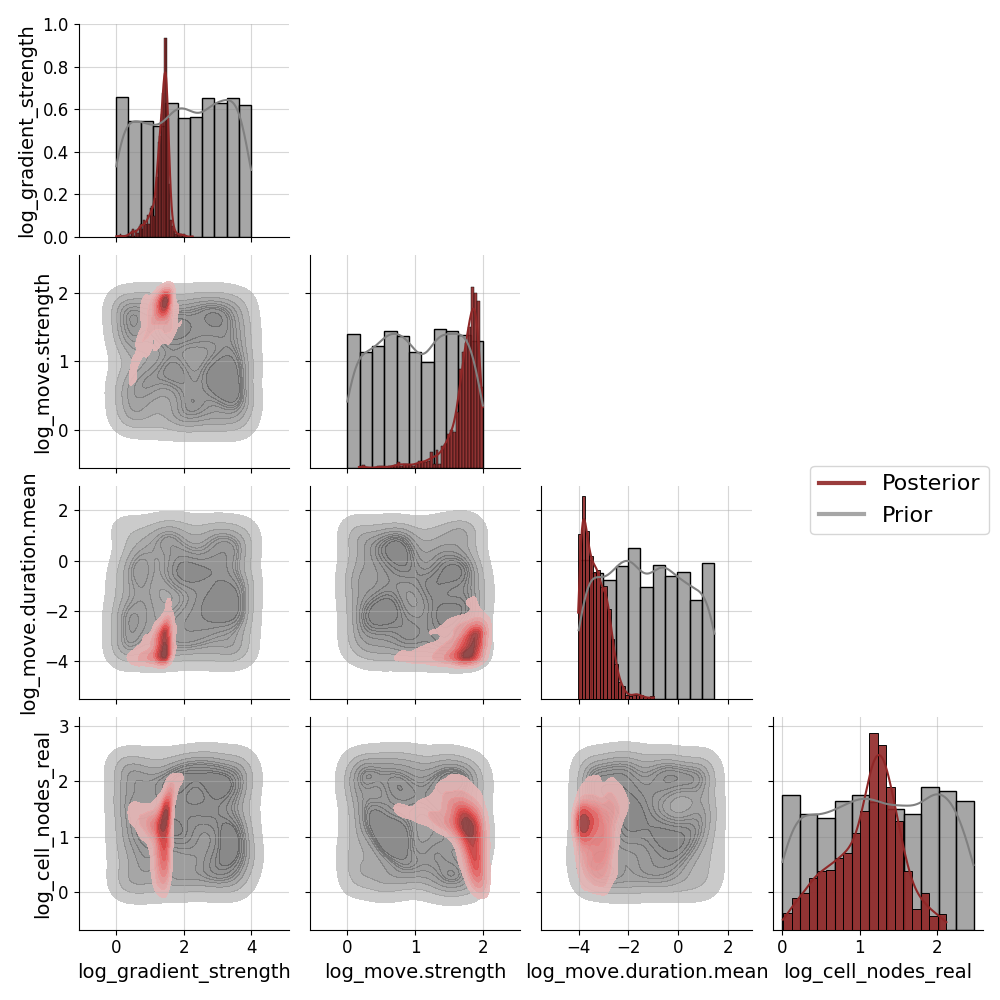 log_gradient_strength
1.0
0.8
0.6
0.4
0.2
0.0
log_move.strength
2
1
0
log_move.duration.mean
2
0
−2
−4
Posterior
Prior
log_cell_nodes_real
3
2
1
0
0 2 4
0 1 2
−4 −2 0 2
0 1 2
log_gradient_strength
log_move.strength
log_move.duration.mean
log_cell_nodes_real